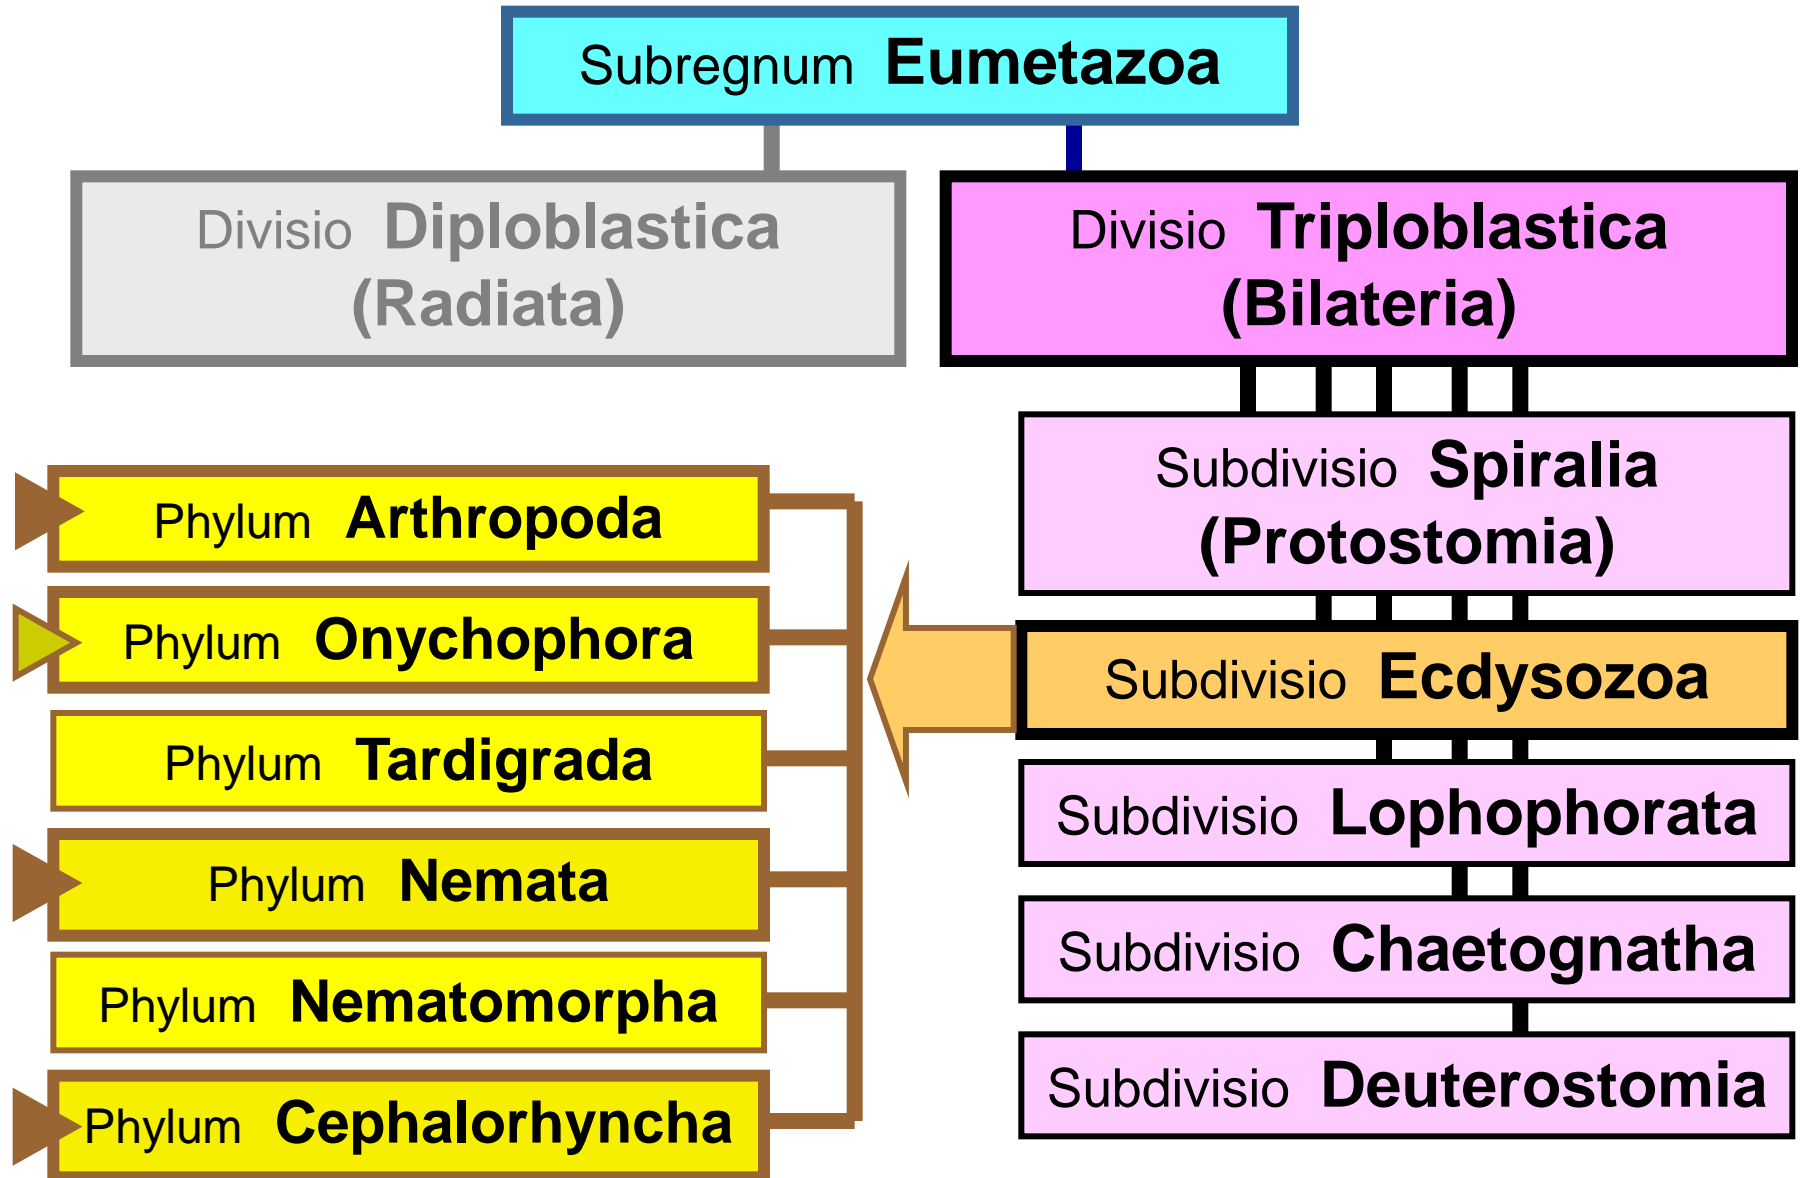 Subregnum Eumetazoa
Divisio Diploblastica
(Radiata)
Divisio Triploblastica
(Bilateria)
Subdivisio Spiralia
(Protostomia)
Subdivisio Ecdysozoa
Subdivisio Lophophorata
Subdivisio Chaetognatha
Subdivisio Deuterostomia
Phylum Arthropoda
Phylum Onychophora
Phylum Tardigrada
Phylum Nemata
Phylum Nematomorpha
Phylum Cephalorhyncha